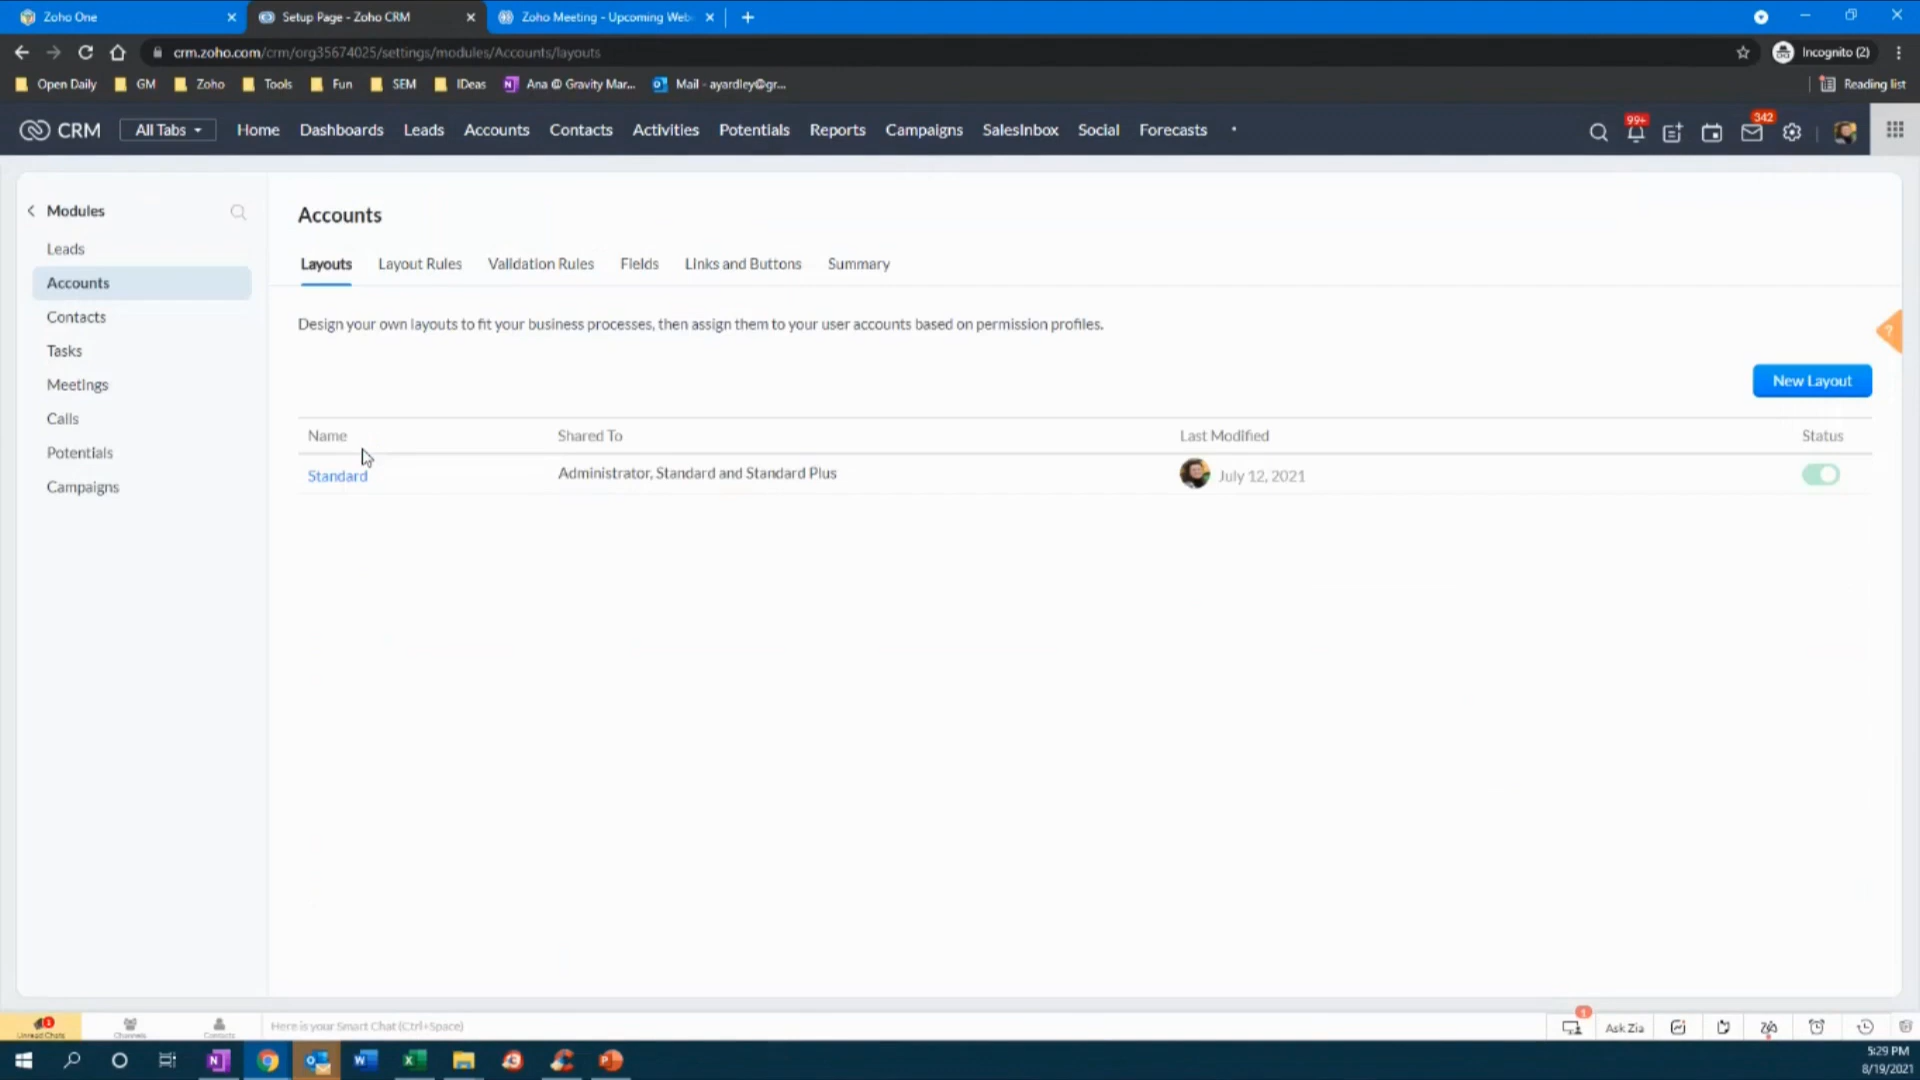 Zoho One
Setup Page - Zoho CRM
Zoho Meeting - Upcoming Web
crm.zoho.com/crm/org35674025/settings/modules/Accounts/layouts
Incognito (2)
Open Daily
GM
Zoho
Tools
Fun
SEM
IDeas
Ana @ Gravity Mar...
Mail - ayardley@gr...
Reading list
CRM
All Tabs
Home
Dashboards
Leads
Accounts
Contacts
Activities
Potentials
Reports
Campaigns
SalesInbox
Social
Forecasts
99+
342
Modules
Leads
Accounts
Contacts
Tasks
Meetings
Calls
Potentials
Campaigns
Accounts
Layouts
Layout Rules
Validation Rules
Fields
Links and Buttons
Summary
Design your own layouts to fit your business processes, then assign them to your user accounts based on permission profiles.
?
New Layout
Name
Shared To
Last Modified
Status
Standard
Administrator, Standard and Standard Plus
July 12, 2021
1
Unread Chats
Channels
Contacts
Here is your Smart Chat (Ctrl+Space)
1
Ask Zia
5:29 PM
8/19/2021